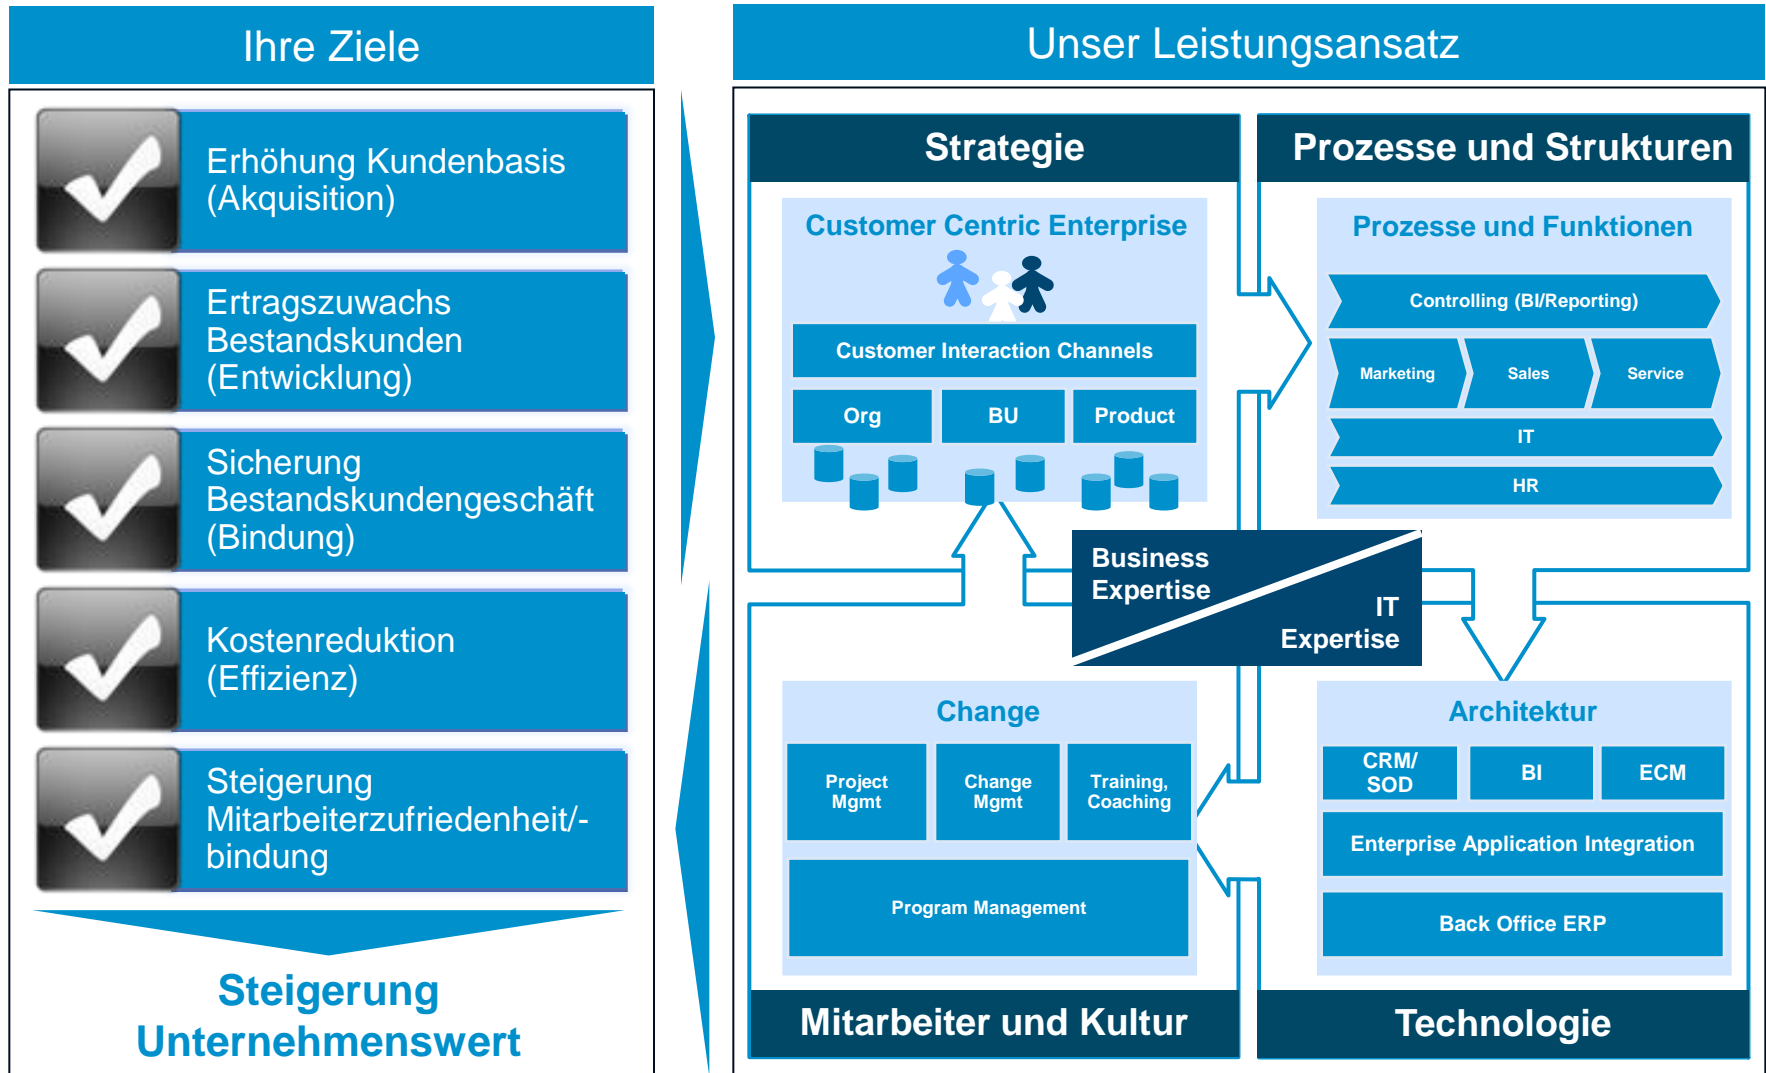 Ihre Ziele
Erhöhung Kundenbasis
(Akquisition)
Ertragszuwachs
Bestandskunden
(Entwicklung)
Sicherung
Bestandskundengeschäft
(Bindung)
Kostenreduktion
(Effizienz)
Steigerung
Mitarbeiterzufriedenheit/-
bindung
Steigerung
Unternehmenswert
Unser Leistungsansatz
Strategie
Customer Centric Enterprise
Customer Interaction Channels
Org
BU
Product
Prozesse und Strukturen
Prozesse und Funktionen
Controlling (BI/Reporting)
Marketing
Sales
Service
IT
HR
Business
Expertise
IT
Expertise
Change
Project
Mgmt
Change
Mgmt
Training,
Coaching
Program Management
Mitarbeiter und Kultur
Architektur
CRM/
SOD
BI
ECM
Enterprise Application Integration
Back Office ERP
Technologie